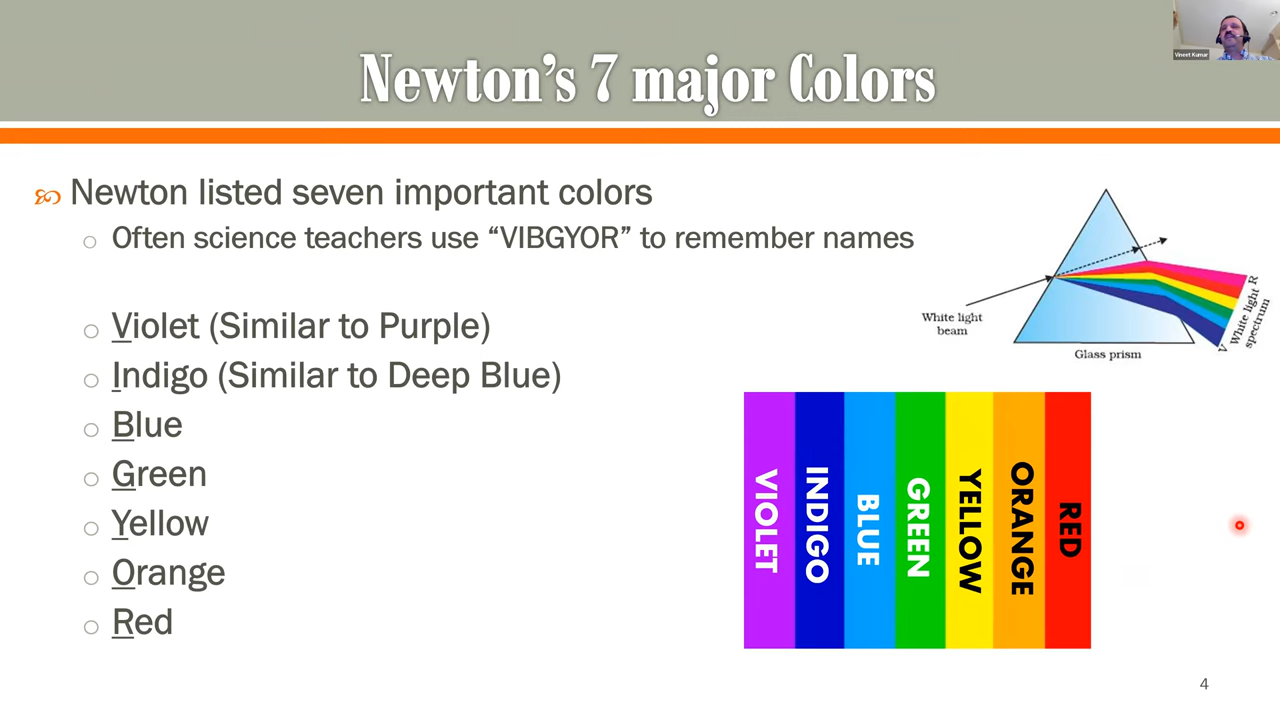 Newton's 7 major Colors
Vineet Kumar
Newton listed seven important colors
Often science teachers use “VIBGYOR” to remember names
Violet (Similar to Purple)
Indigo (Similar to Deep Blue)
Blue
Green
Yellow
Orange
Red
White light
beam
Glass prism
V White light R
spectrum
VIOLET
INDIGO
BLUE
GREEN
YELLOW
ORANGE
RED
4